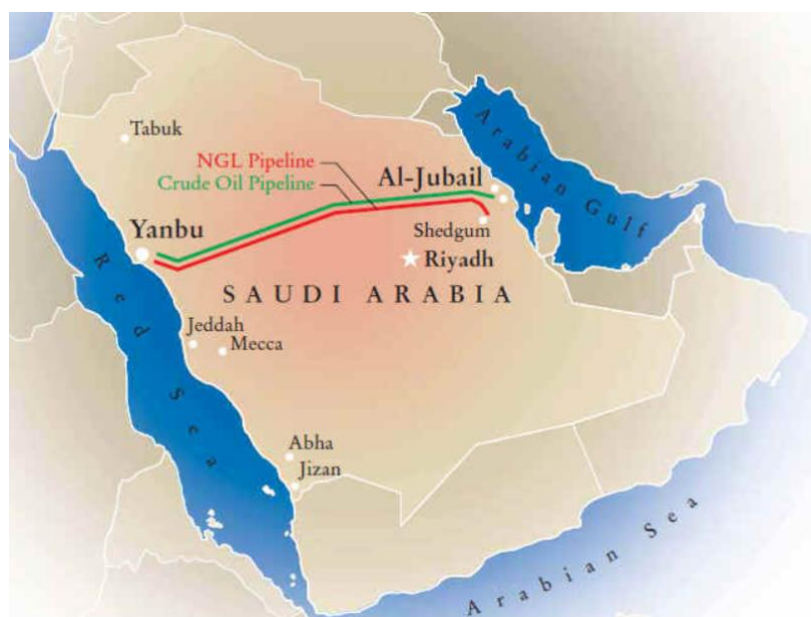 Tabuk
NGL Pipeline
Crude Oil Pipeline
Al-Jubail
Arabian Gulf
Yanbu
Shedgum
Riyadh
SAUDI ARABIA
Red Sea
Jeddah
Mecca
Abha
Jizan
Arabian Sea